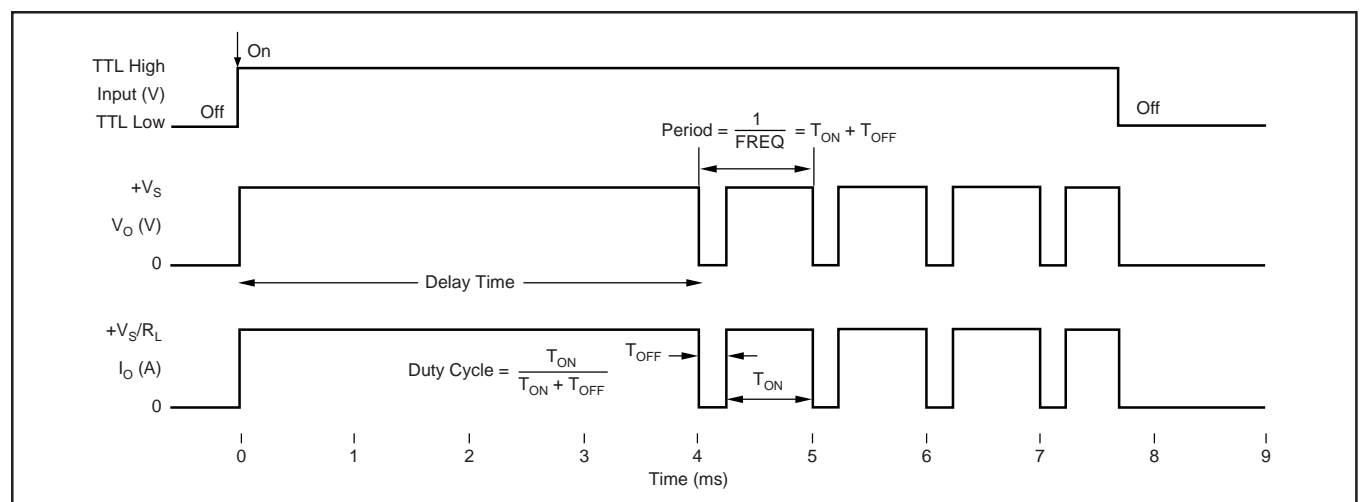 On
TTL High
Input (V)
Off
TTL Low
Off
Period = 1/FREQ = T_ON + T_OFF
+V_S
V_O (V)
0
Delay Time
+V_S/R_L
I_O (A)
0
Duty Cycle = T_ON/(T_ON + T_OFF)
T_OFF
T_ON
0 1 2 3 4 5 6 7 8 9
Time (ms)